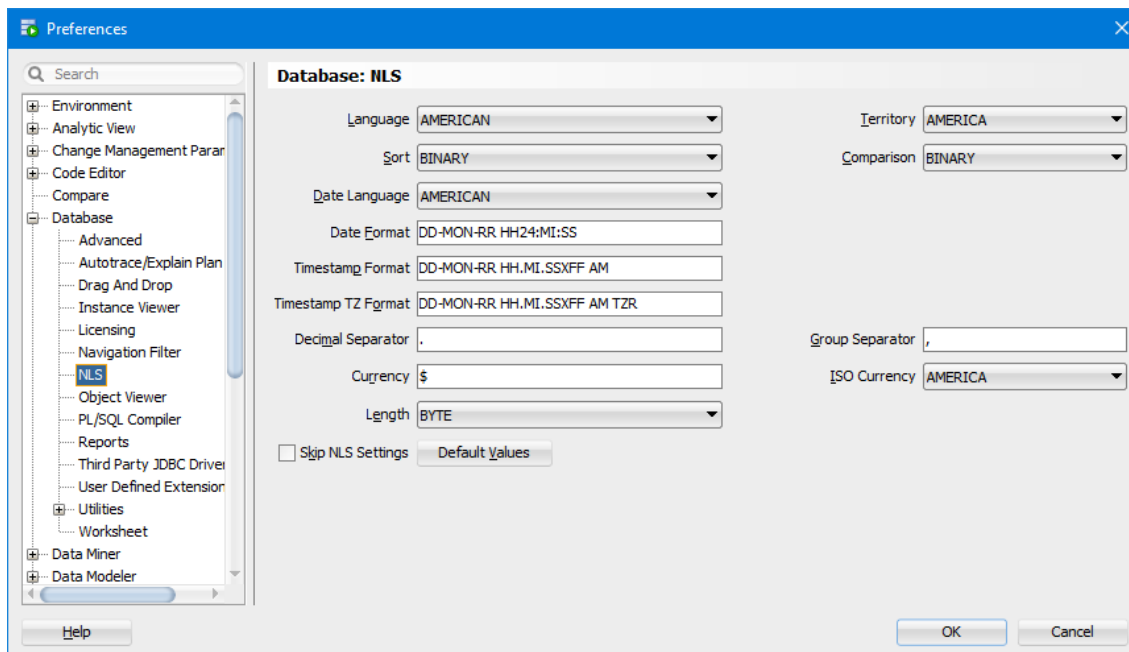 Preferences
Search
Environment
Analytic View
Change Management Param
Code Editor
Compare
Database
Advanced
Autotrace/Explain Plan
Drag And Drop
Instance Viewer
Licensing
Navigation Filter
NLS
Object Viewer
PL/SQL Compiler
Reports
Third Party JDBC Driver
User Defined Extension
Utilities
Worksheet
Data Miner
Data Modeler
Database: NLS
Language AMERICAN Territory AMERICA
Sort BINARY Comparison BINARY
Date Language AMERICAN
Date Format DD-MON-RR HH24:MI:SS
Timestamp Format DD-MON-RR HH.MI.SSXFF AM
Timestamp TZ Format DD-MON-RR HH.MI.SSXFF AM TZR
Decimal Separator . Group Separator ,
Currency $ ISO Currency AMERICA
Length BYTE
Skip NLS Settings Default Values
Help OK Cancel